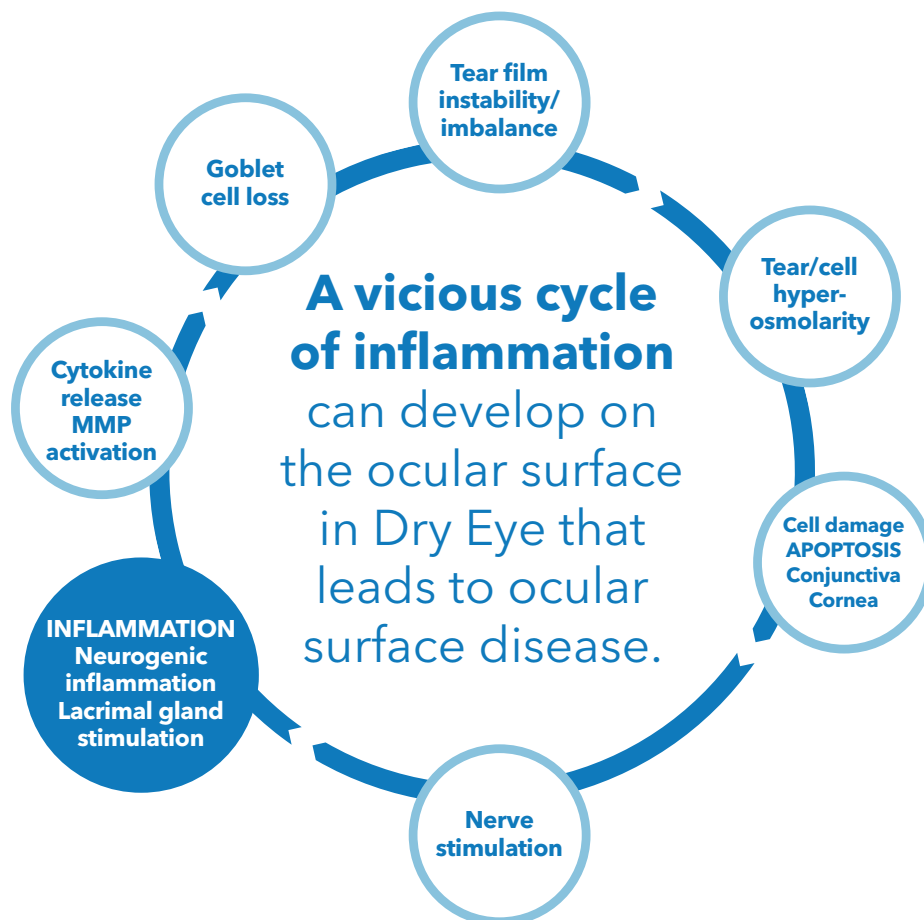 Tear film
instability/
imbalance
Goblet
cell loss
Tear/cell
hyper-
osmolarity
A vicious cycle
of inflammation
can develop on
the ocular surface
in Dry Eye that
leads to ocular
surface disease.
Cytokine
release
MMP
activation
Cell damage
APOPTOSIS
Conjunctiva
Cornea
INFLAMMATION
Neurogenic
inflammation
Lacrimal gland
stimulation
Nerve
stimulation